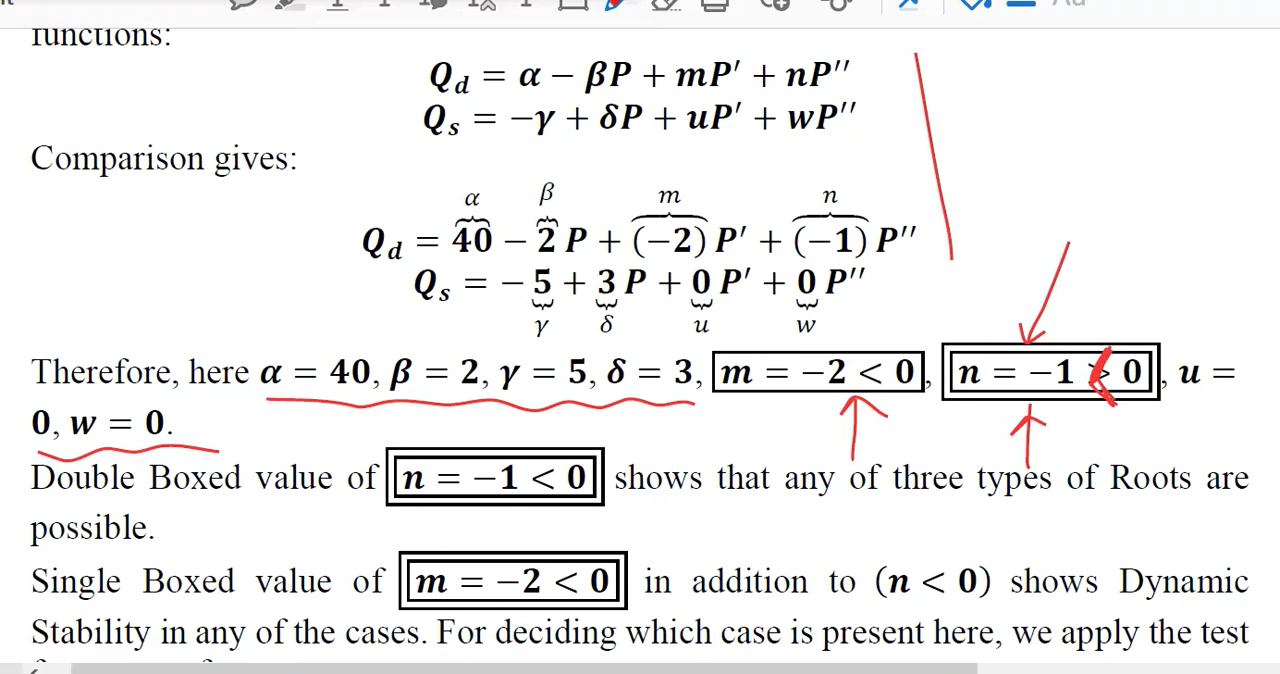 functions:
Q_d = α − βP + mP′ + nP″
Q_s = −γ + δP + uP′ + wP″
Comparison gives:
α β m n
Q_d = 40 − 2 P + (−2) P′ + (−1) P″
Q_s = − 5 + 3 P + 0 P′ + 0 P″
γ δ u w
Therefore, here α = 40, β = 2, γ = 5, δ = 3, m = −2 < 0, n = −1 > 0, u =
0, w = 0.
Double Boxed value of n = −1 < 0 shows that any of three types of Roots are
possible.
Single Boxed value of m = −2 < 0 in addition to (n < 0) shows Dynamic
Stability in any of the cases. For deciding which case is present here, we apply the test